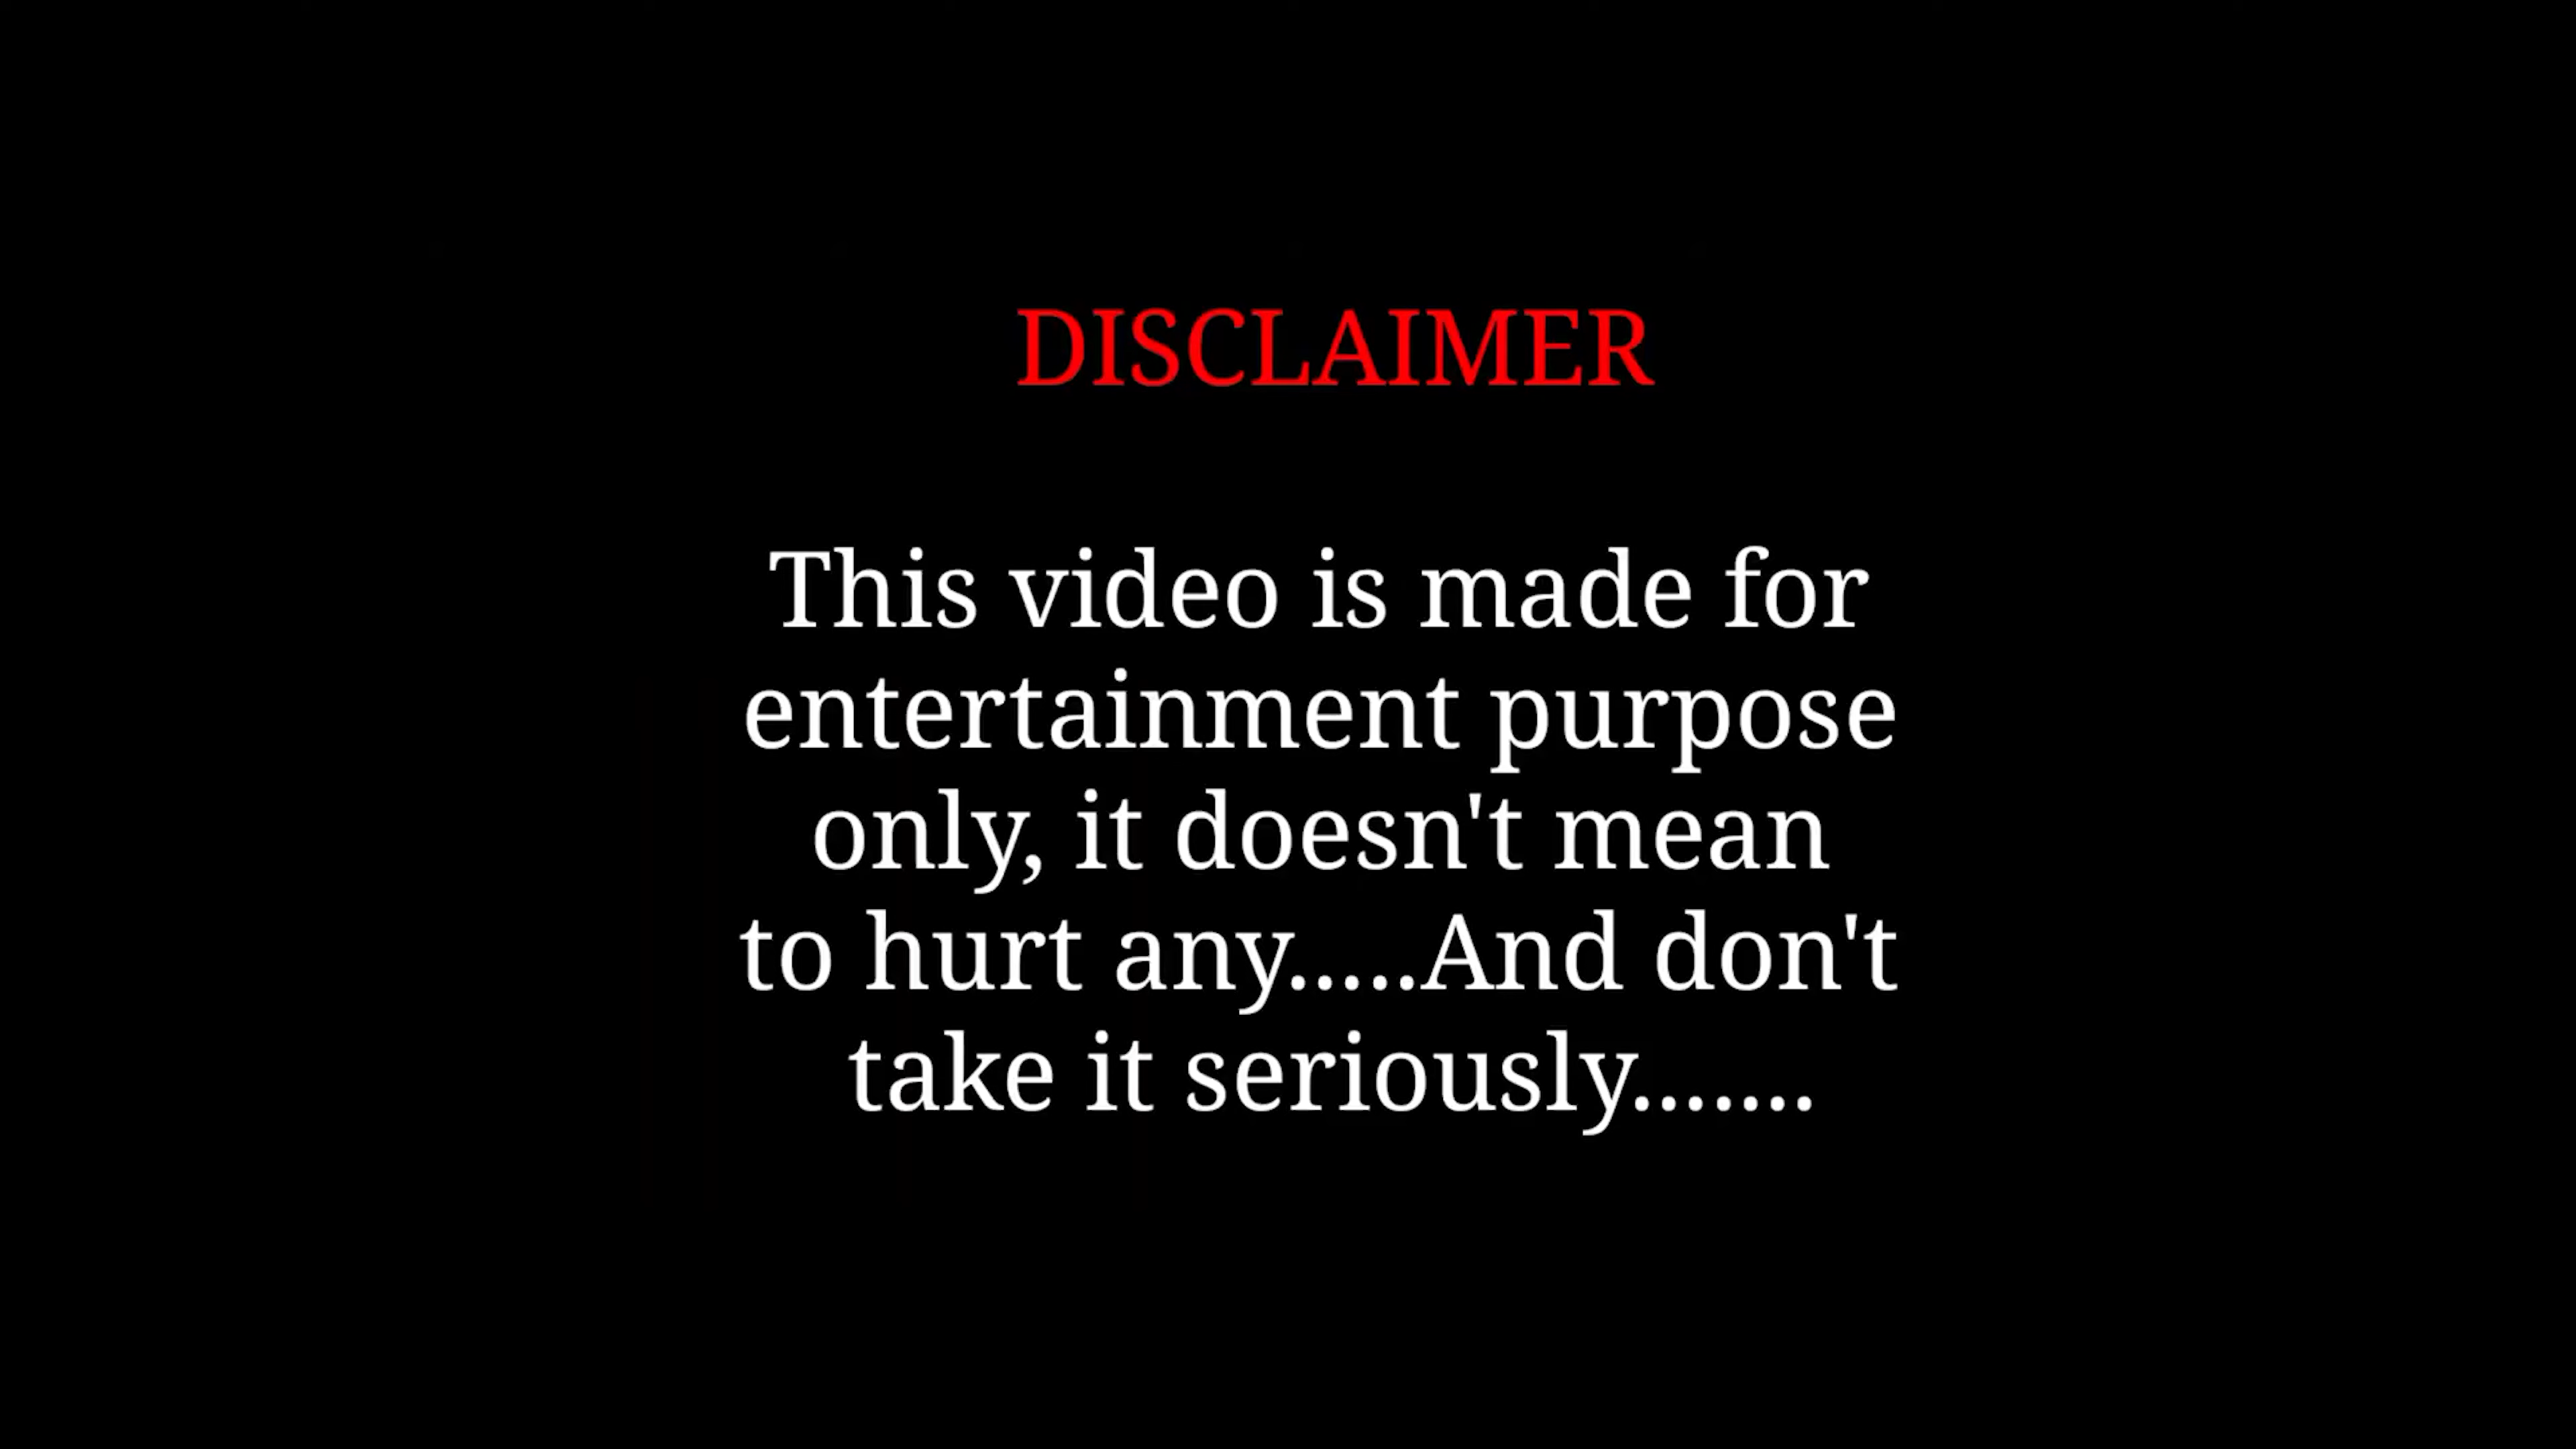 DISCLAIMER
This video is made for
entertainment purpose
only, it doesn't mean
to hurt any.....And don't
take it seriously.......